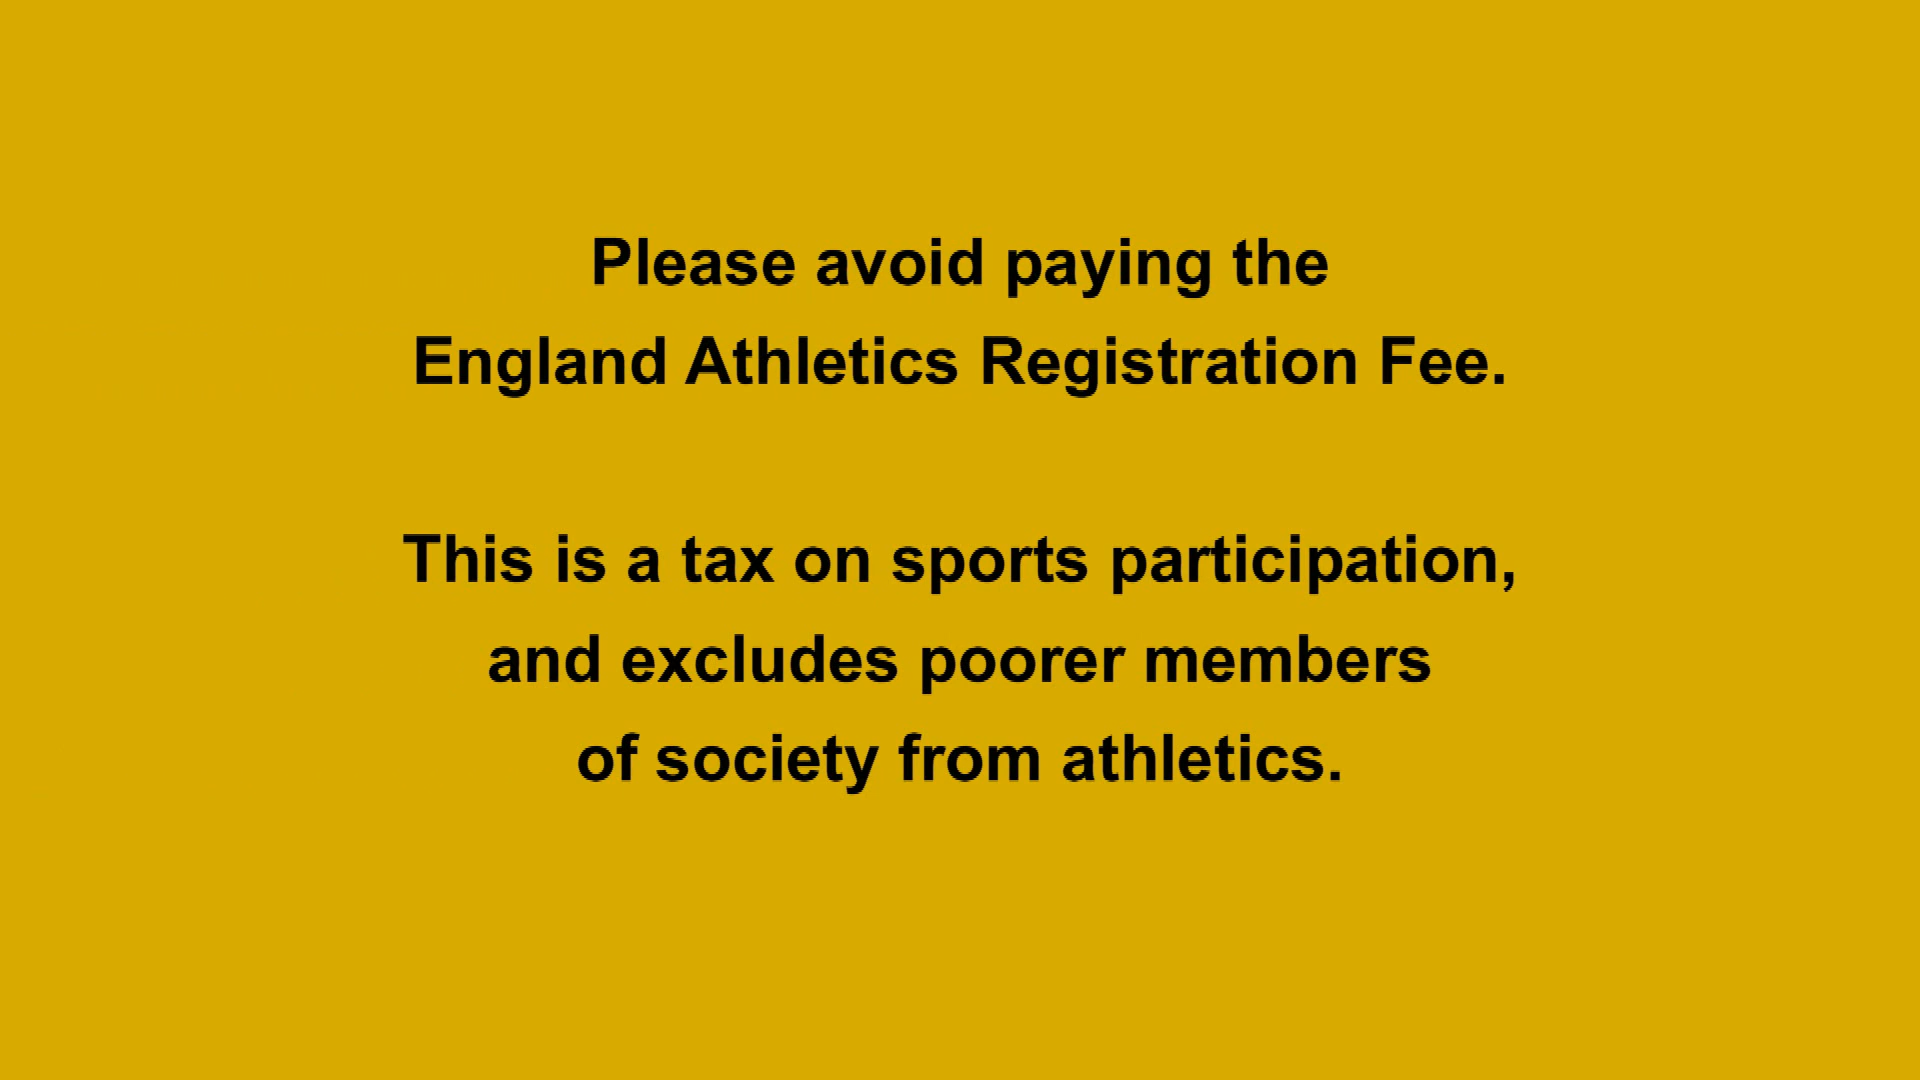 Please avoid paying the
England Athletics Registration Fee.
This is a tax on sports participation,
and excludes poorer members
of society from athletics.